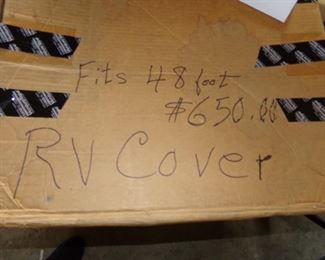 Fits 48 foot
$650.00
RV Cover